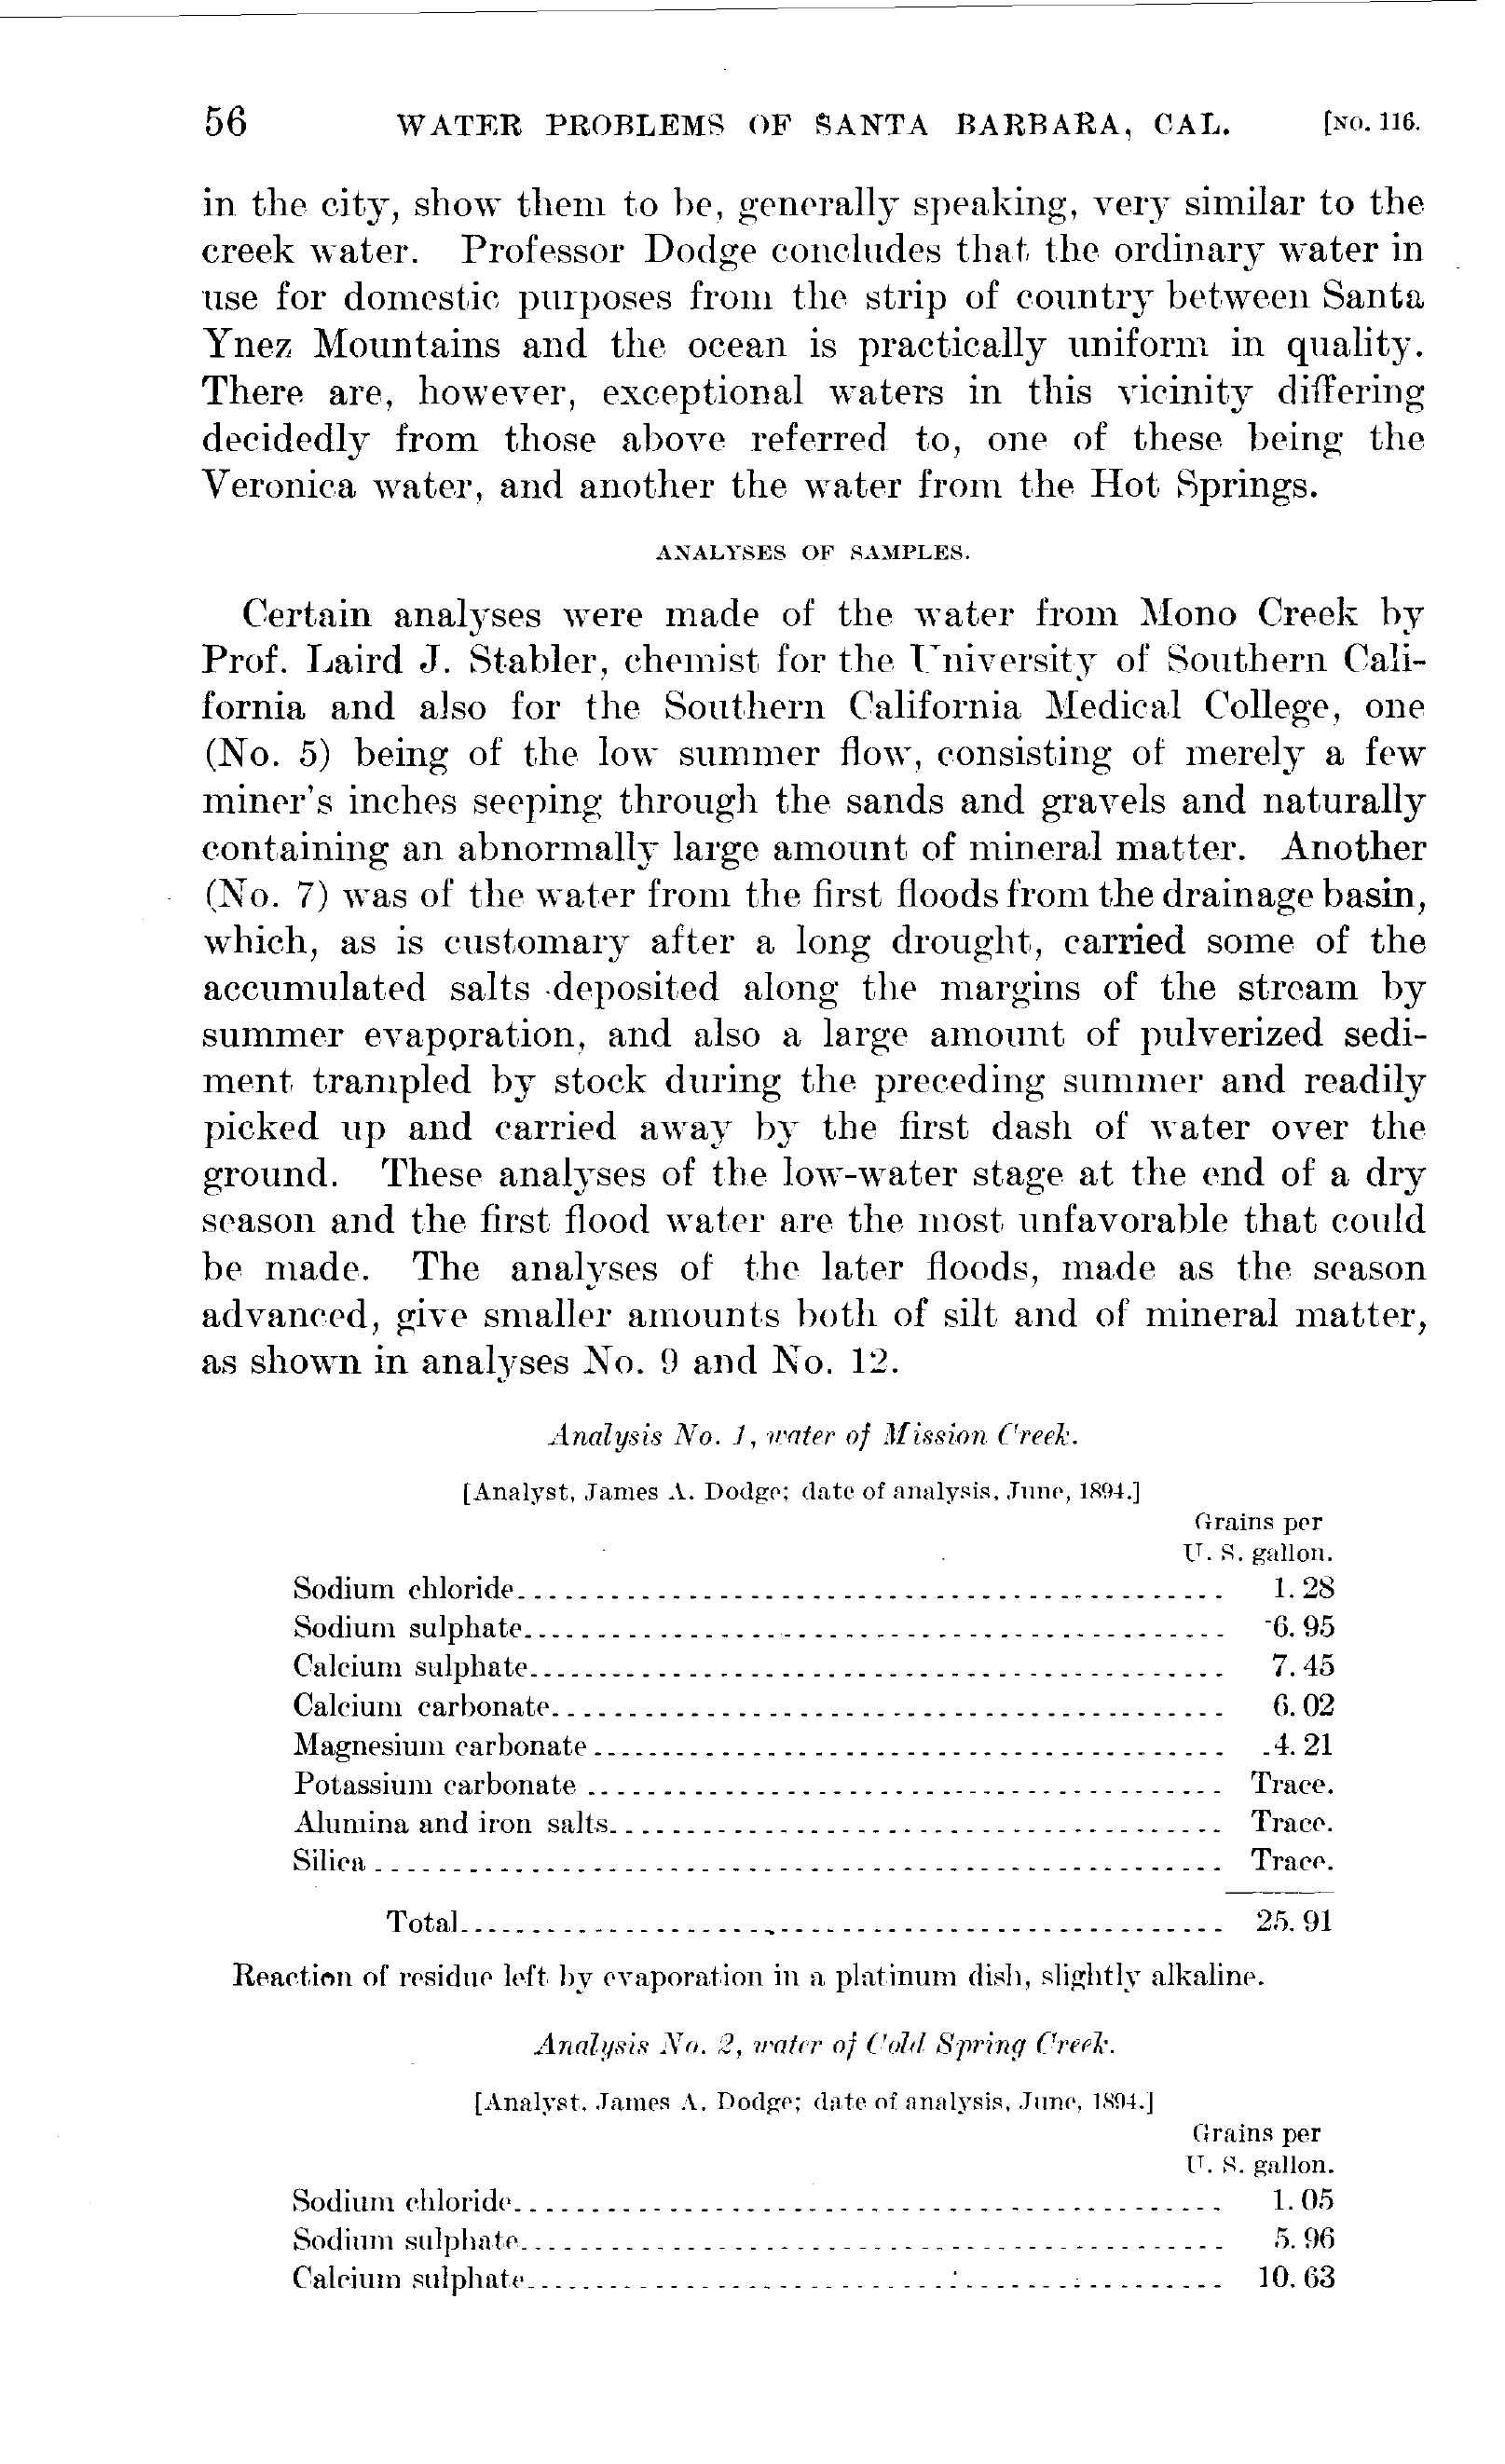 56 WATER PROBLEMS OF SANTA BARBARA, CAL. [NO. 116.
in the city, show them to be, generally speaking, very similar to the
creek water. Professor Dodge concludes that the ordinary water in
use for domestic purposes from the strip of country between Santa
Ynez Mountains and the ocean is practically uniform in quality.
There are, however, exceptional waters in this vicinity differing
decidedly from those above referred to, one of these being the
Veronica water, and another the water from the Hot Springs.
ANALYSES OF SAMPLES.
Certain analyses were made of the water from Mono Creek by
Prof. Laird J. Stabler, chemist for the University of Southern Cali-
fornia and also for the Southern California Medical College, one
(No. 5) being of the low summer flow, consisting of merely a few
miner's inches seeping through the sands and gravels and naturally
containing an abnormally large amount of mineral matter. Another
(No. 7) was of the water from the first floods from the drainage basin,
which, as is customary after a long drought, carried some of the
accumulated salts deposited along the margins of the stream by
summer evaporation, and also a large amount of pulverized sedi-
ment trampled by stock during the preceding summer and readily
picked up and carried away by the first dash of water over the
ground. These analyses of the low-water stage at the end of a dry
season and the first flood water are the most unfavorable that could
be made. The analyses of the later floods, made as the season
advanced, give smaller amounts both of silt and of mineral matter,
as shown in analyses No. 9 and No. 12.
Analysis No. 1, water of Mission Creek.
[Analyst, James A. Dodge; date of analysis, June, 1894.]
Grains per
U. S. gallon.
Sodium chloride 1.28
Sodium sulphate 6.95
Calcium sulphate 7.45
Calcium carbonate 6.02
Magnesium carbonate 4.21
Potassium carbonate Trace.
Alumina and iron salts Trace.
Silica Trace.
Total 25.91
Reaction of residue left by evaporation in a platinum dish, slightly alkaline.
Analysis No. 2, water of Cold Spring Creek.
[Analyst, James A. Dodge; date of analysis, June, 1894.]
Grains per
U. S. gallon.
Sodium chloride 1.05
Sodium sulphate 5.96
Calcium sulphate 10.63